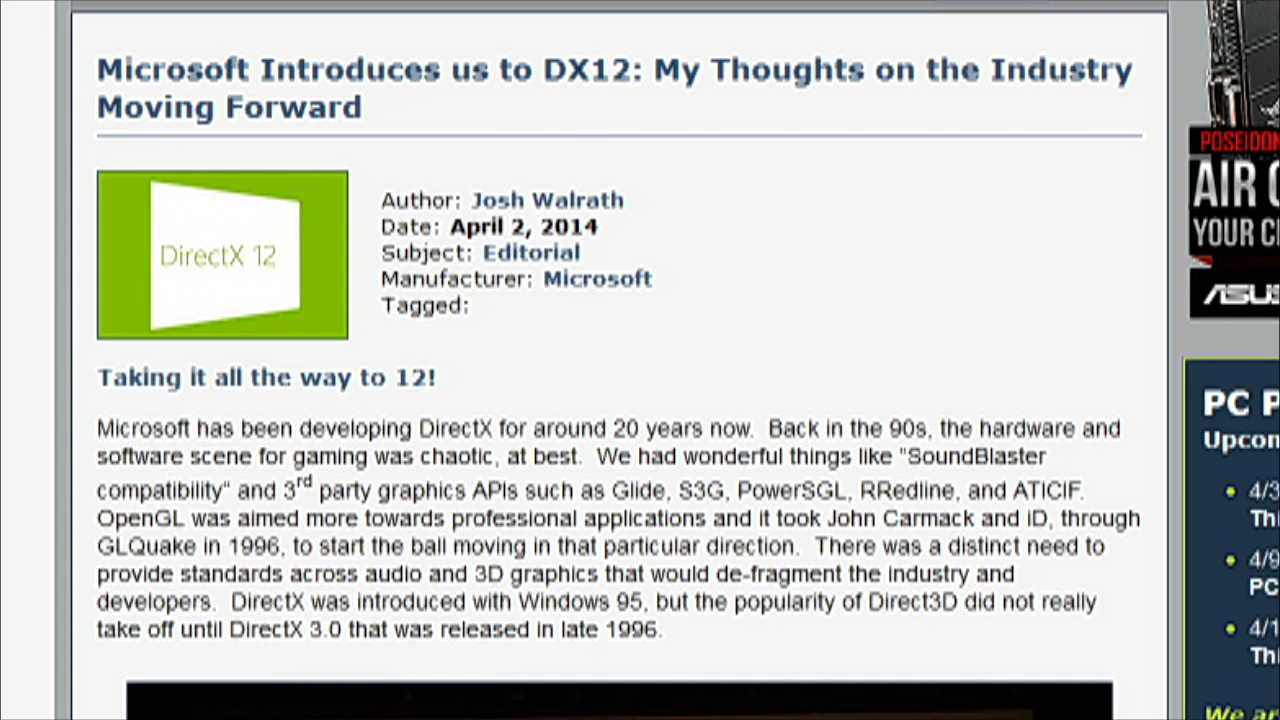 Microsoft Introduces us to DX12: My Thoughts on the Industry
Moving Forward
DirectX 12
Author: Josh Walrath
Date: April 2, 2014
Subject: Editorial
Manufacturer: Microsoft
Tagged:
Taking it all the way to 12!
Microsoft has been developing DirectX for around 20 years now.  Back in the 90s, the hardware and
software scene for gaming was chaotic, at best.  We had wonderful things like "SoundBlaster
compatibility" and 3rd party graphics APIs such as Glide, S3G, PowerSGL, RRedline, and ATICIF.
OpenGL was aimed more towards professional applications and it took John Carmack and iD, through
GLQuake in 1996, to start the ball moving in that particular direction.  There was a distinct need to
provide standards across audio and 3D graphics that would de-fragment the industry and
developers.  DirectX was introduced with Windows 95, but the popularity of Direct3D did not really
take off until DirectX 3.0 that was released in late 1996.
POSEIDON
AIR
YOUR
ASUS
PC P
Upcom
4/3
Thi
4/9
PC
4/1
Thi
We ar